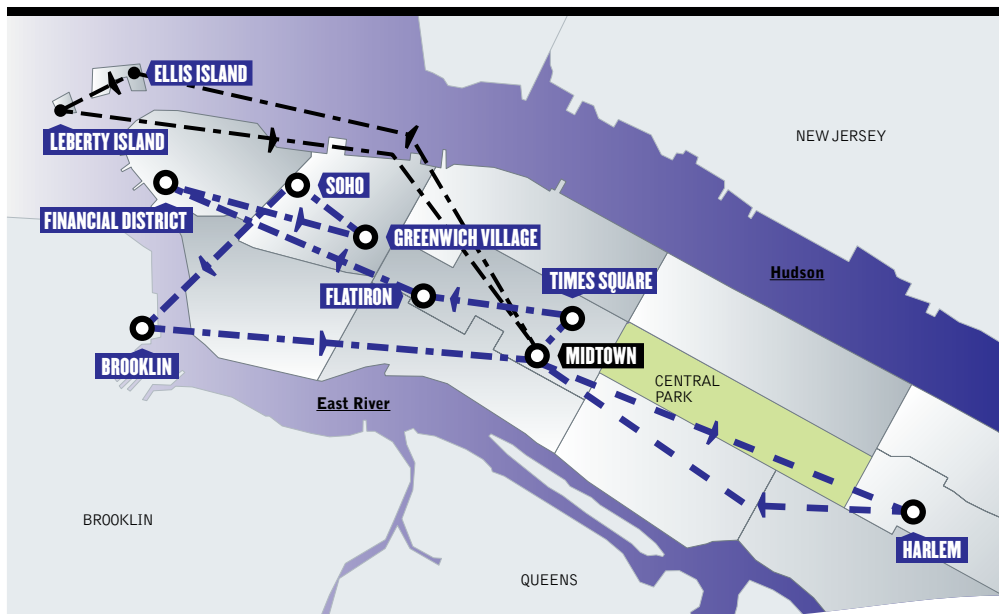 ELLIS ISLAND
LEBERTY ISLAND
NEW JERSEY
SOHO
FINANCIAL DISTRICT
GREENWICH VILLAGE
Hudson
TIMES SQUARE
FLATIRON
MIDTOWN
BROOKLIN
CENTRAL
PARK
East River
BROOKLIN
HARLEM
QUEENS